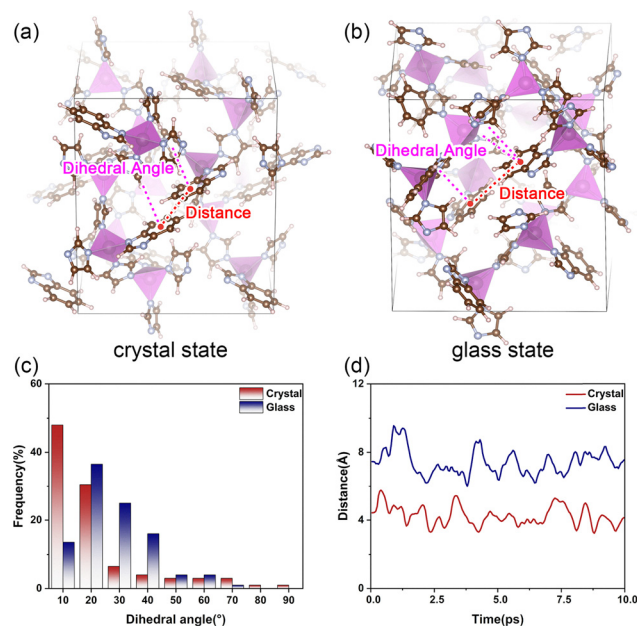 (a)
(b)
Dihedral Angle
Distance
Dihedral Angle
Distance
crystal state
glass state
(c)
(d)
60
40
20
0
Frequency(%)
Crystal
Glass
10 20 30 40 50 60 70 80 90
Dihedral angle(°)
12
8
4
0
Distance(Å)
Crystal
Glass
0.0 2.5 5.0 7.5 10.0
Time(ps)